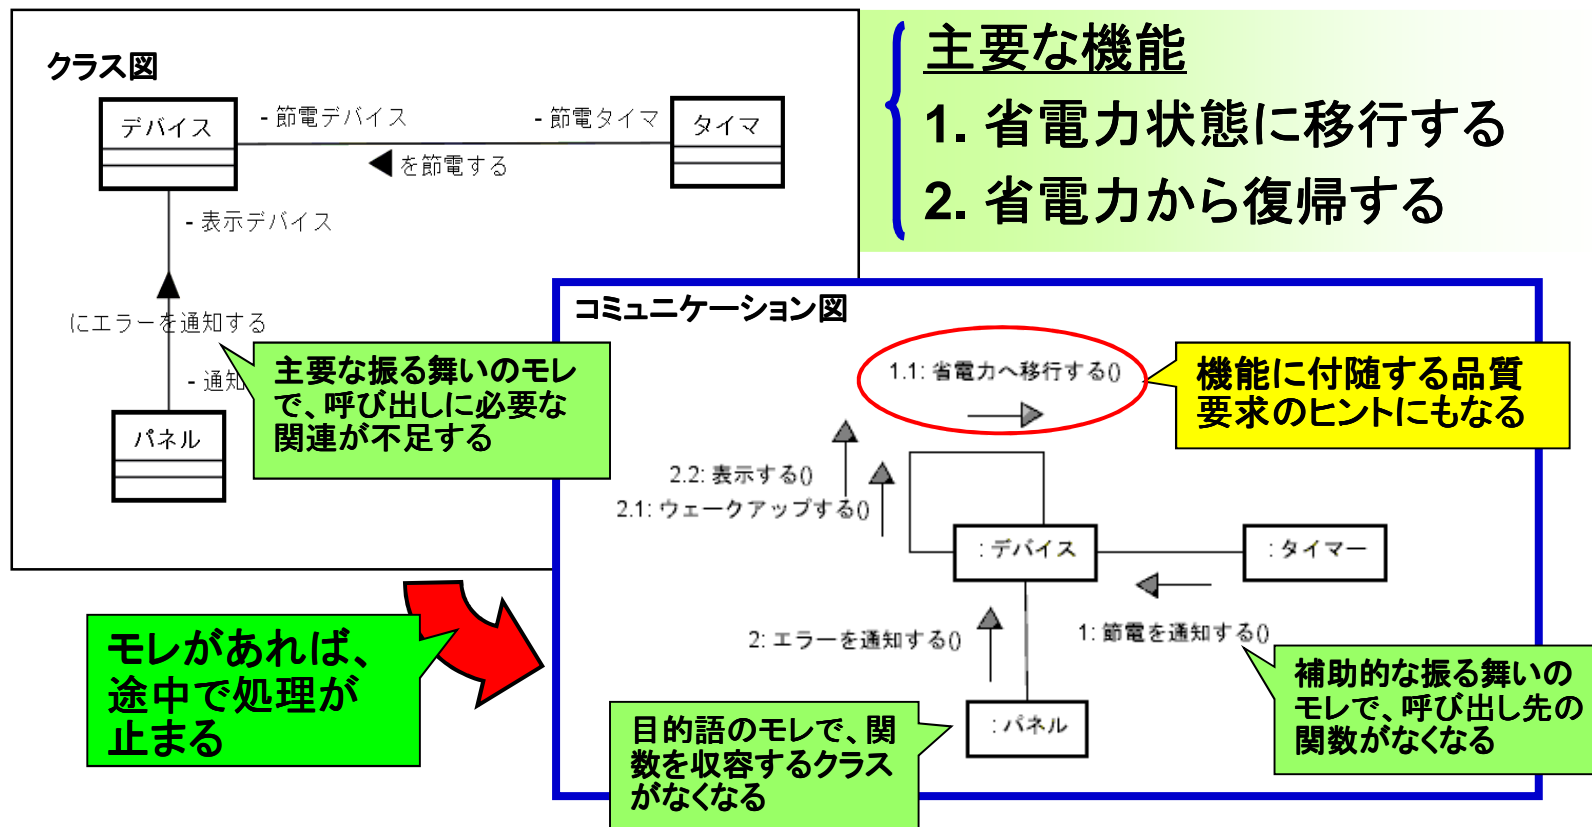 クラス図
デバイス
- 節電デバイス
- 節電タイマ
タイマ
を節電する
- 表示デバイス
にエラーを通知する
- 通知
パネル
主要な振る舞いのモレ
で、呼び出しに必要な
関連が不足する
主要な機能
1. 省電力状態に移行する
2. 省電力から復帰する
コミュニケーション図
1.1: 省電力へ移行する()
機能に付随する品質
要求のヒントにもなる
2.2: 表示する()
2.1: ウェークアップする()
: デバイス
: タイマー
2: エラーを通知する()
1: 節電を通知する()
: パネル
モレがあれば、
途中で処理が
止まる
目的語のモレで、関
数を収容するクラス
がなくなる
補助的な振る舞いの
モレで、呼び出し先の
関数がなくなる